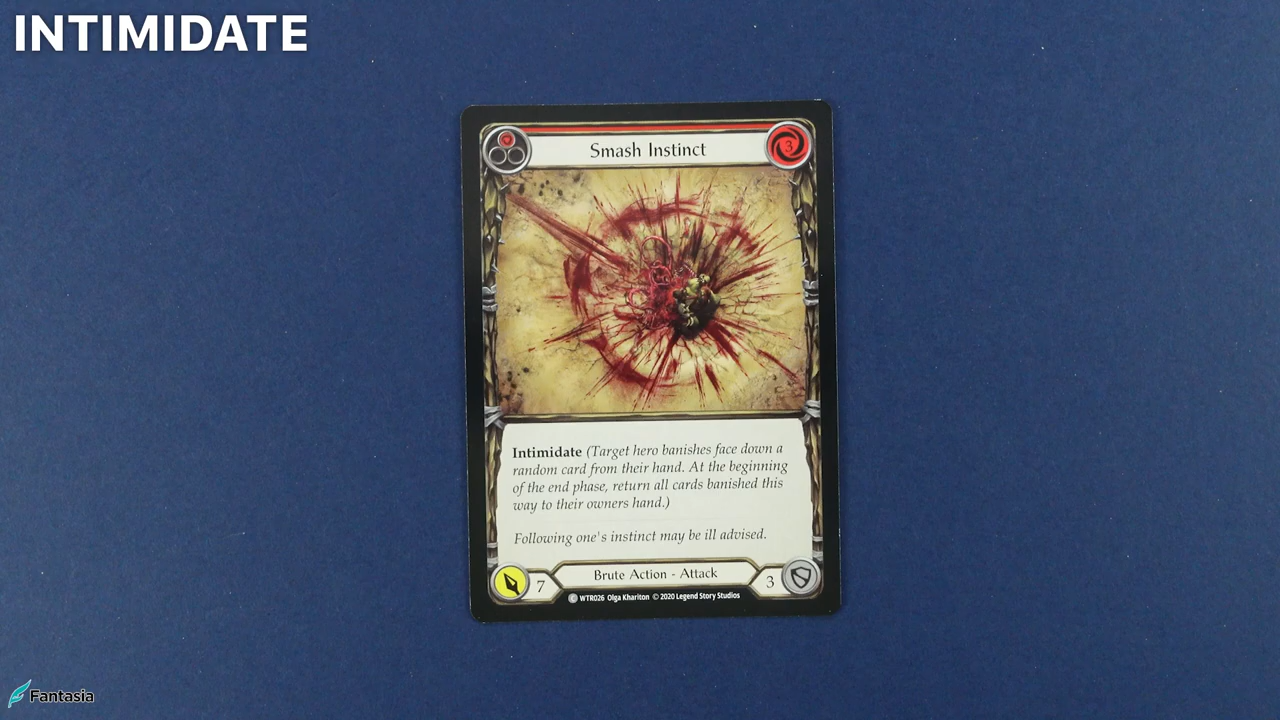 INTIMIDATE
3
Smash Instinct
Intimidate (Target hero banishes face down a
random card from their hand. At the beginning
of the end phase, return all cards banished this
way to their owners hand.)
Following one's instinct may be ill advised.
7
Brute Action - Attack
3
C WTR026 Olga Khariton © 2020 Legend Story Studios
Fantasia